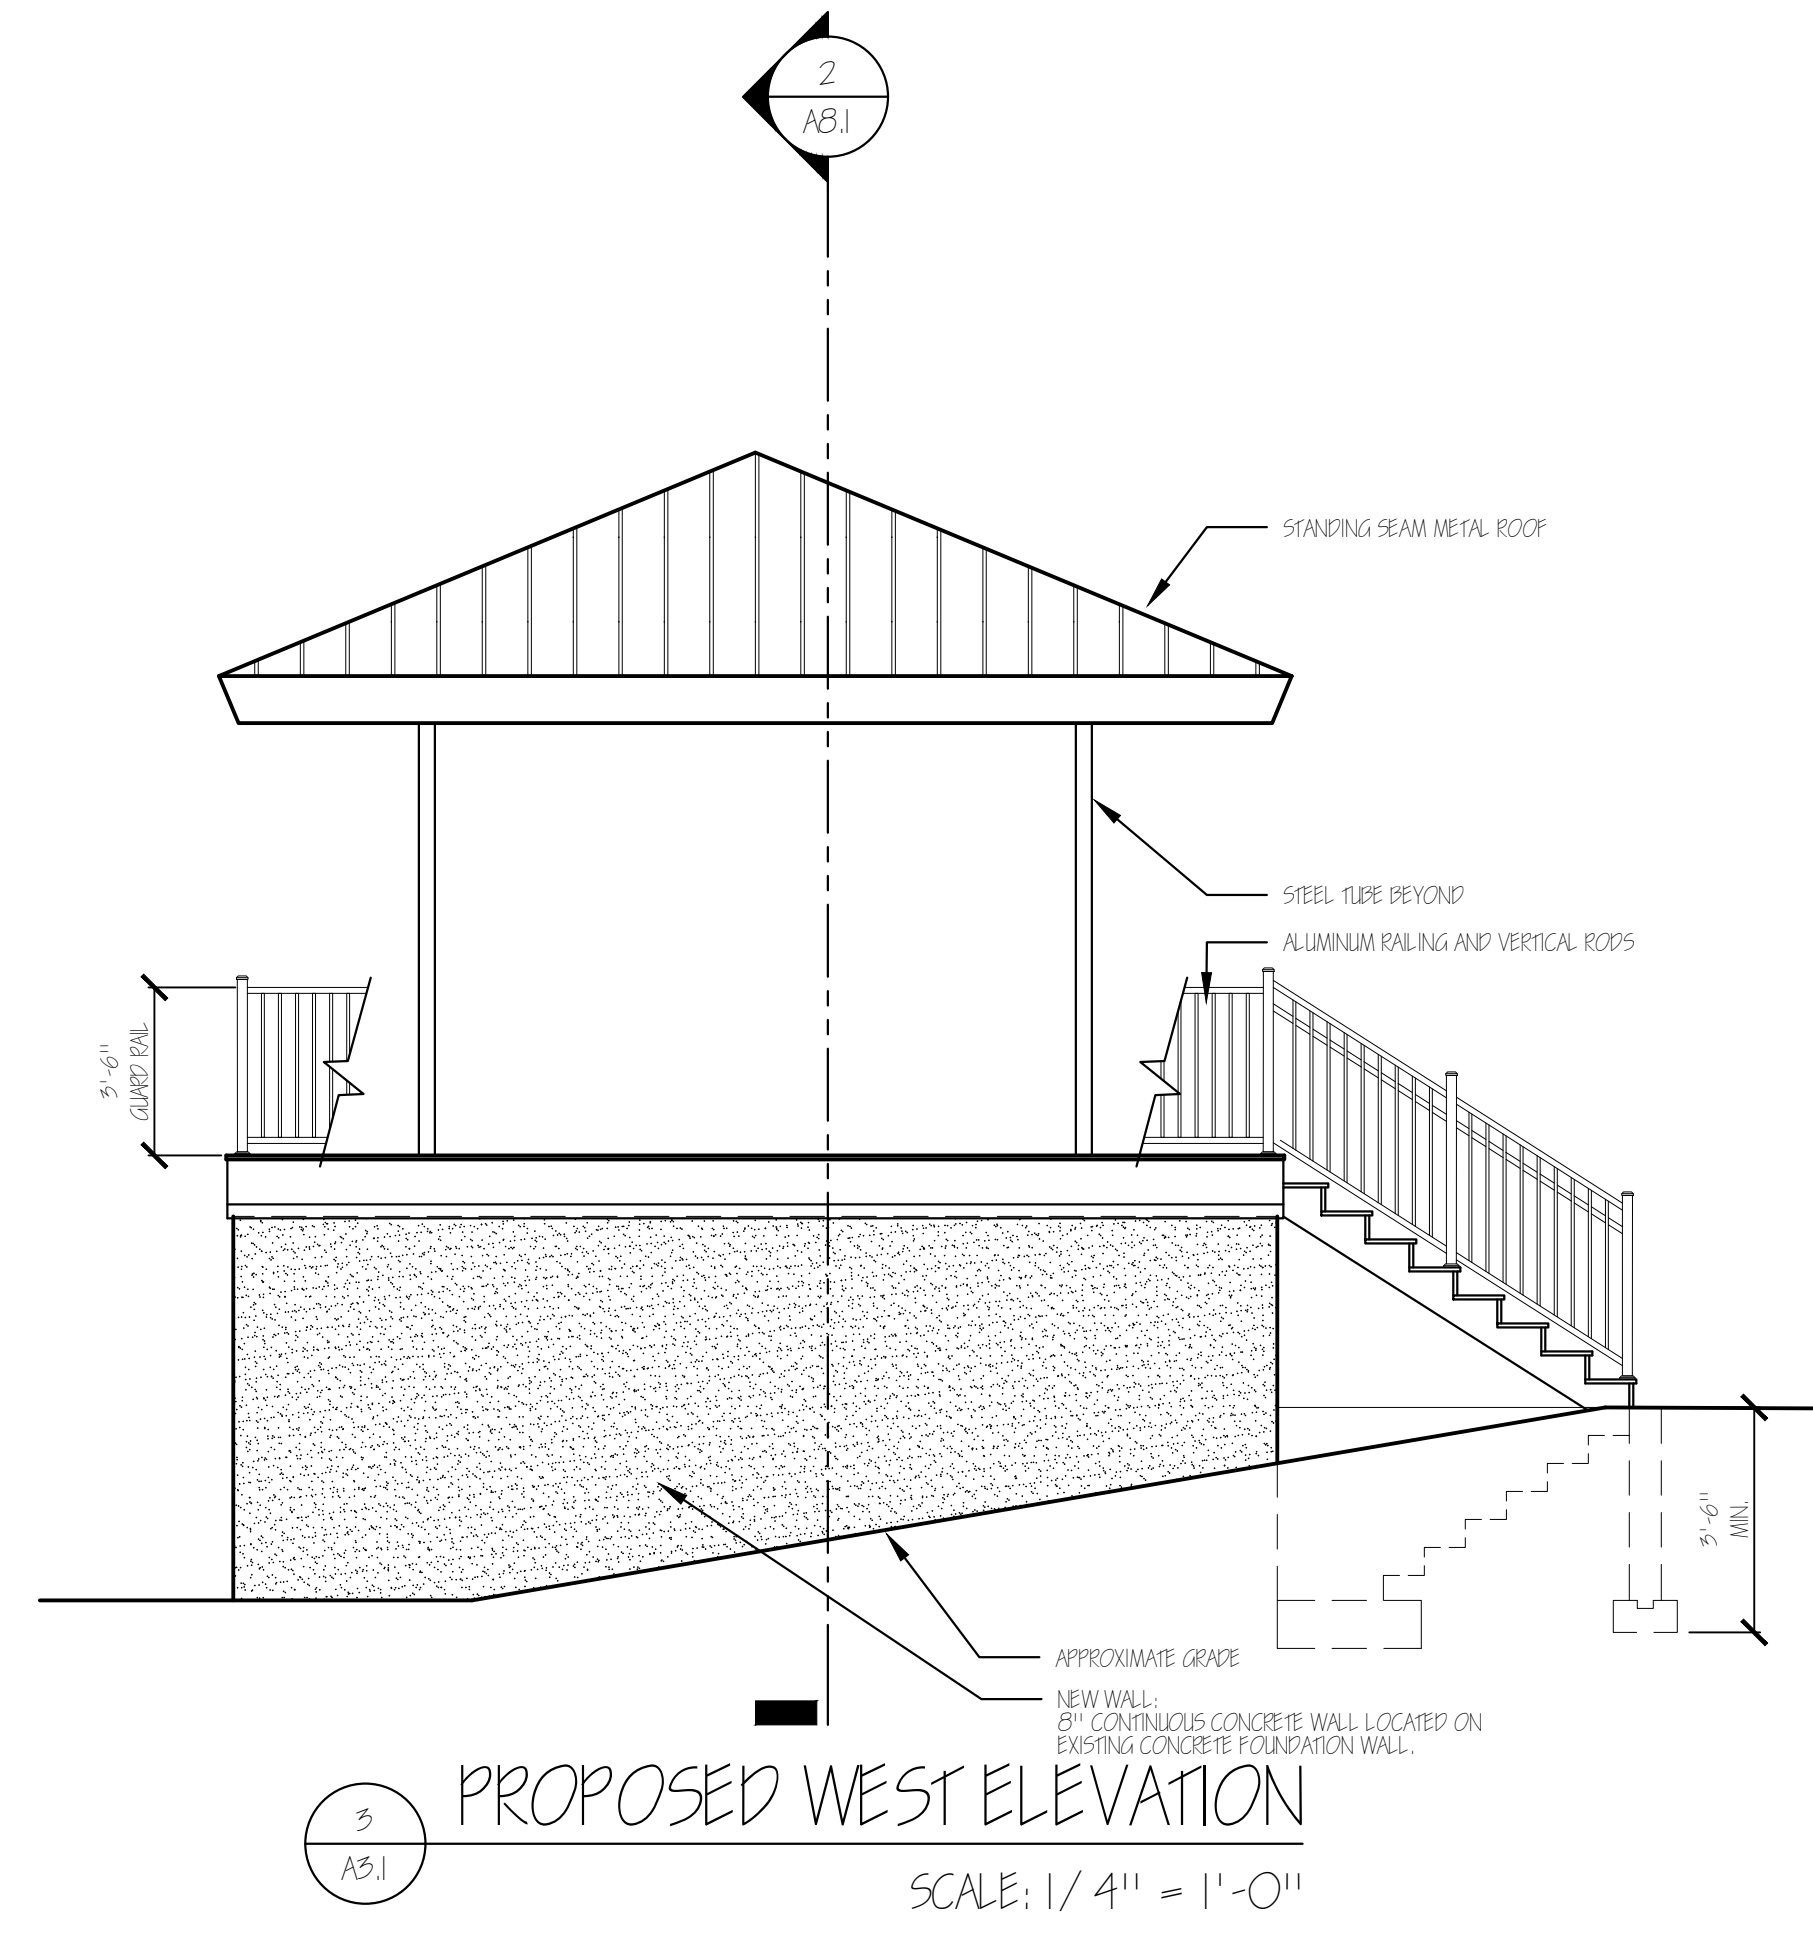 2
A8.1
STANDING SEAM METAL ROOF
STEEL TUBE BEYOND
ALUMINUM RAILING AND VERTICAL RODS
3'-6"
GUARD RAIL
3'-6"
MIN.
APPROXIMATE GRADE
NEW WALL:
8" CONTINUOUS CONCRETE WALL LOCATED ON
EXISTING CONCRETE FOUNDATION WALL.
PROPOSED WEST ELEVATION
3
A3.1
SCALE: 1/4" = 1'-0"